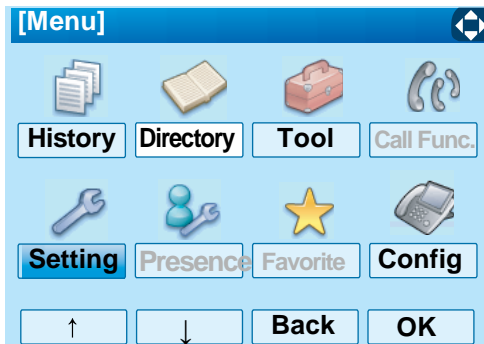 [Menu]
History Directory Tool Call Func.
Setting Presence Favorite Config
↑ ↓ Back OK